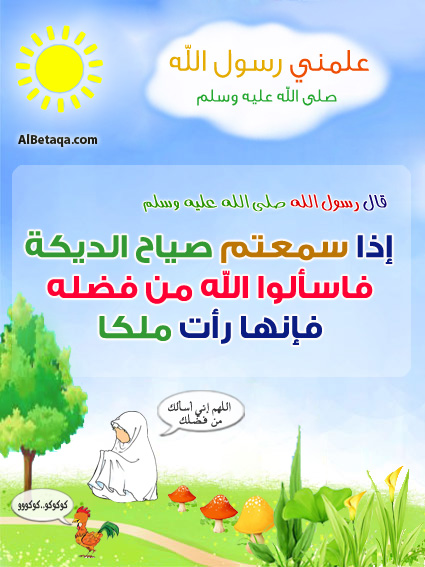 علمني رسول الله
صلى الله عليه وسلم
AlBetaqa.com
قال رسول الله صلى الله عليه وسلم
إذا سمعتم صياح الديكة
فاسألوا الله من فضله
فإنها رأت ملكا
اللهم إني أسألك
من فضلك
كوكوكو..كوكووو